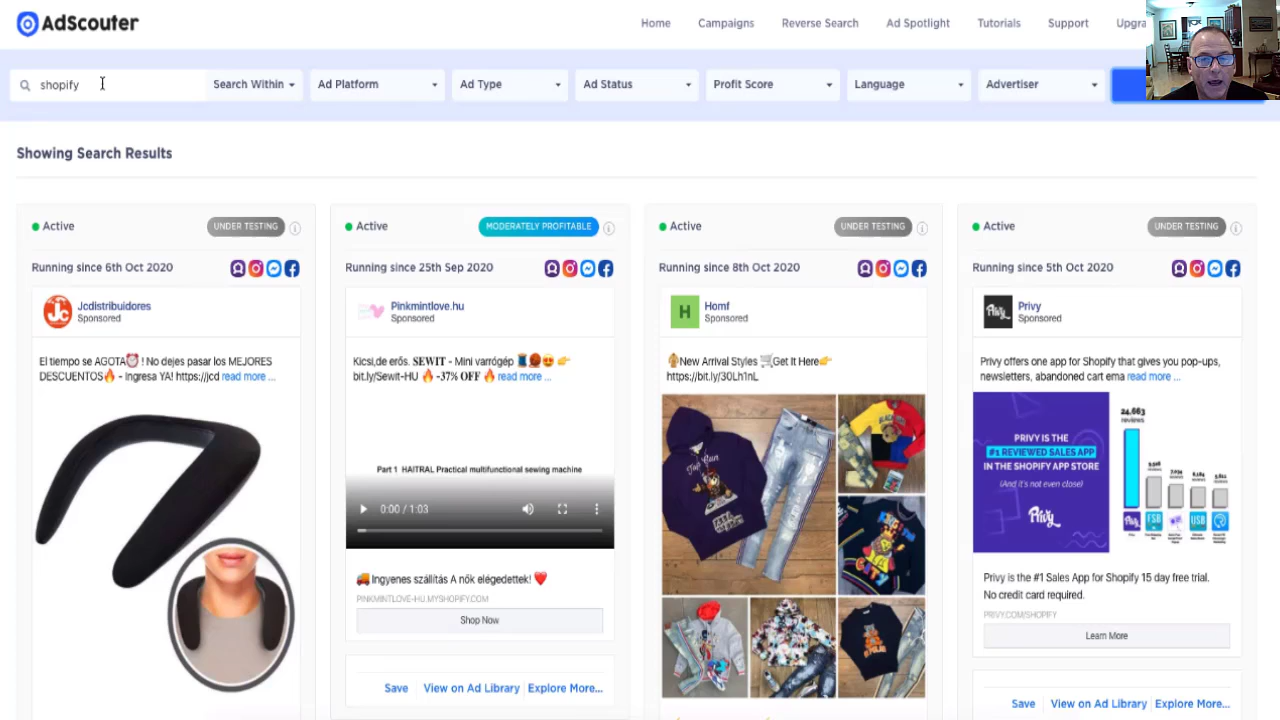 AdScouter
Home
Campaigns
Reverse Search
Ad Spotlight
Tutorials
Support
shopify
Search Within
Ad Platform
Ad Type
Ad Status
Profit Score
Language
Advertiser
Showing Search Results
Active
UNDER TESTING
Running since 6th Oct 2020
Jc
Jcdistribuidores
Sponsored
El tiempo se AGOTA⏰ ! No dejes pasar los MEJORES
DESCUENTOS🔥 - Ingresa YA! https://jcd read more ...
Active
MODERATELY PROFITABLE
Running since 25th Sep 2020
Pinkmintlove.hu
Sponsored
Kicsi,de erős. SEWIT - Mini varrógép 🧵🧶😍👉
bit.ly/Sewit-HU 🔥 -37% OFF 🔥 read more ...
Part 1 HAITRAL Practical multifunctional sewing machine
0:00 / 1:03
🚚 Ingyenes szállítás A nők elégedettek! ❤️
PINKMINTLOVE-HU.MYSHOPIFY.COM
Shop Now
Save
View on Ad Library
Explore More...
Active
UNDER TESTING
Running since 8th Oct 2020
H
Homf
Sponsored
New Arrival Styles 🛒Get It Here👉
https://bit.ly/30Lh1nL
Active
UNDER TESTING
Running since 5th Oct 2020
Privy
Privy
Sponsored
Privy offers one app for Shopify that gives you pop-ups,
newsletters, abandoned cart ema read more ...
PRIVY IS THE
#1 REVIEWED SALES APP
IN THE SHOPIFY APP STORE
(And it's not even close)
Privy
24,663
reviews
Privy is the #1 Sales App for Shopify 15 day free trial.
No credit card required.
PRIVY.COM/SHOPIFY
Learn More
Save
View on Ad Library
Explore More...